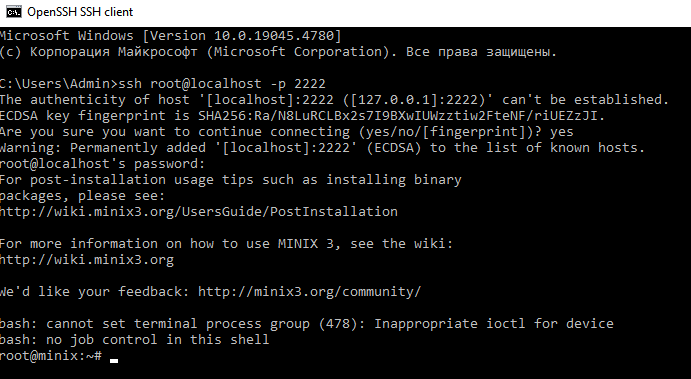 OpenSSH SSH client
Microsoft Windows [Version 10.0.19045.4780]
(c) Корпорация Майкрософт (Microsoft Corporation). Все права защищены.
C:\Users\Admin>ssh root@localhost -p 2222
The authenticity of host '[localhost]:2222 ([127.0.0.1]:2222)' can't be established.
ECDSA key fingerprint is SHA256:Ra/N8LuRCLBx2s7I9BXwIUWzztiw2FteNF/riUEZzJI.
Are you sure you want to continue connecting (yes/no/[fingerprint])? yes
Warning: Permanently added '[localhost]:2222' (ECDSA) to the list of known hosts.
root@localhost's password:
For post-installation usage tips such as installing binary
packages, please see:
http://wiki.minix3.org/UsersGuide/PostInstallation
For more information on how to use MINIX 3, see the wiki:
http://wiki.minix3.org
We'd like your feedback: http://minix3.org/community/
bash: cannot set terminal process group (478): Inappropriate ioctl for device
bash: no job control in this shell
root@minix:~#